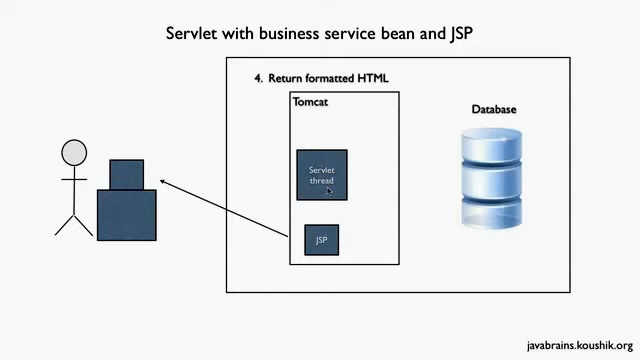 Servlet with business service bean and JSP
4. Return formatted HTML
Tomcat
Database
Servlet
thread
JSP
javabrains.koushik.org